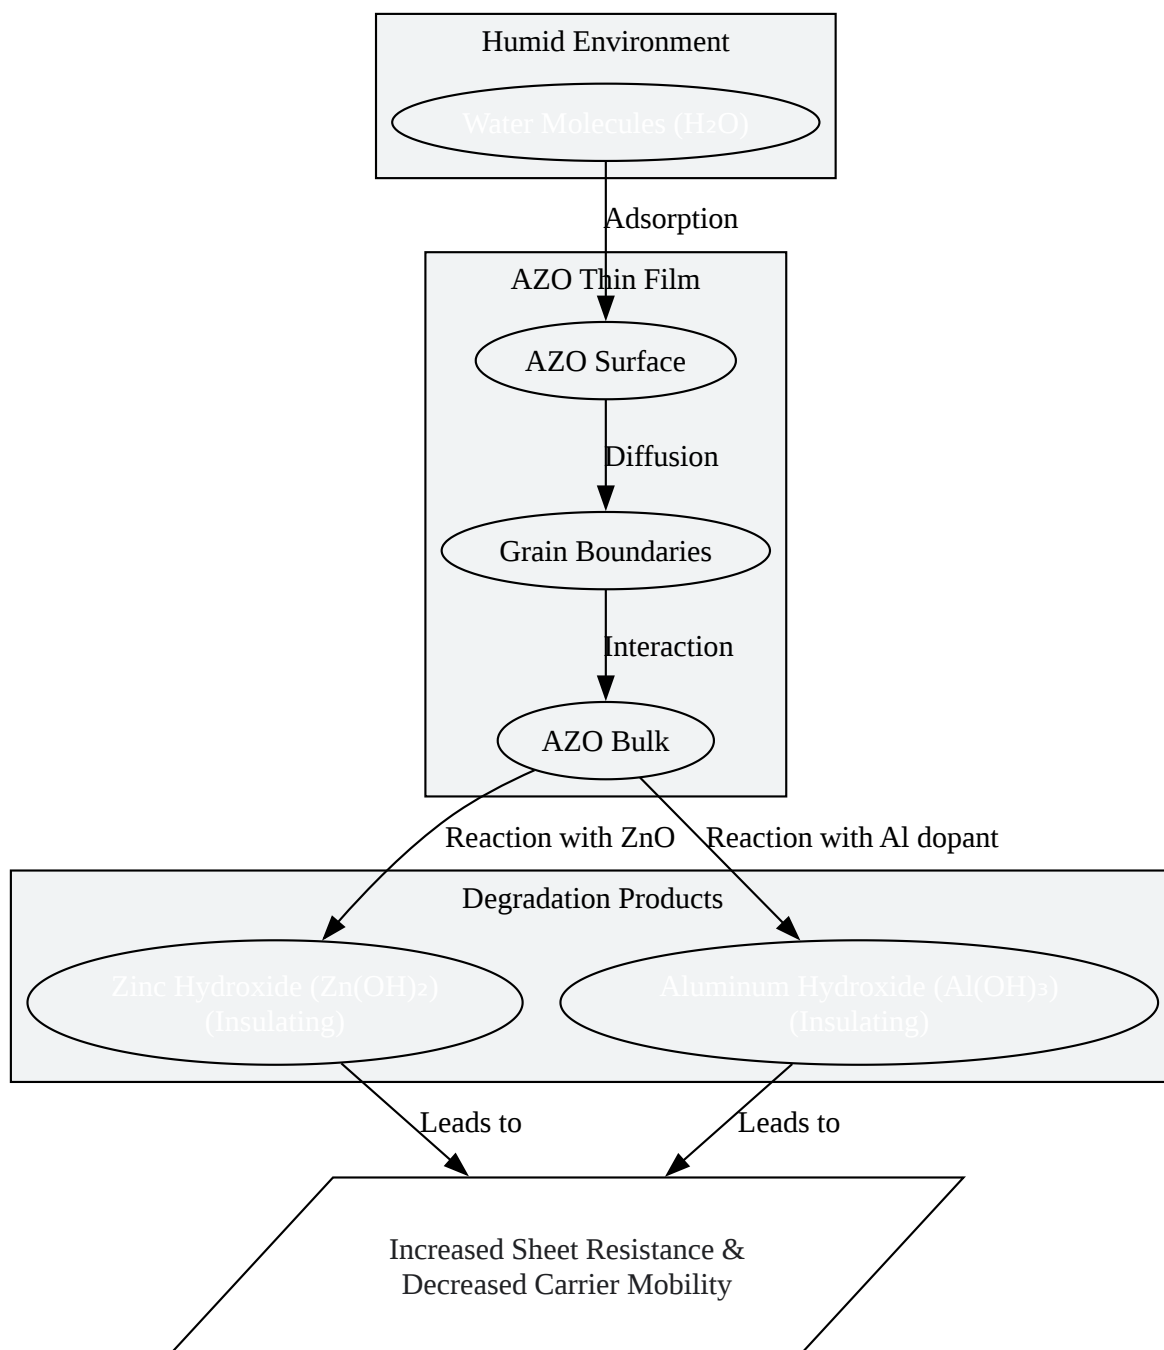 Humid Environment
Water Molecules (H₂O)
Adsorption
AZO Thin Film
AZO Surface
Diffusion
Grain Boundaries
Interaction
AZO Bulk
Reaction with ZnO
Reaction with Al dopant
Degradation Products
Zinc Hydroxide (Zn(OH)₂)
(Insulating)
Aluminum Hydroxide (Al(OH)₃)
(Insulating)
Leads to
Leads to
Increased Sheet Resistance &
Decreased Carrier Mobility